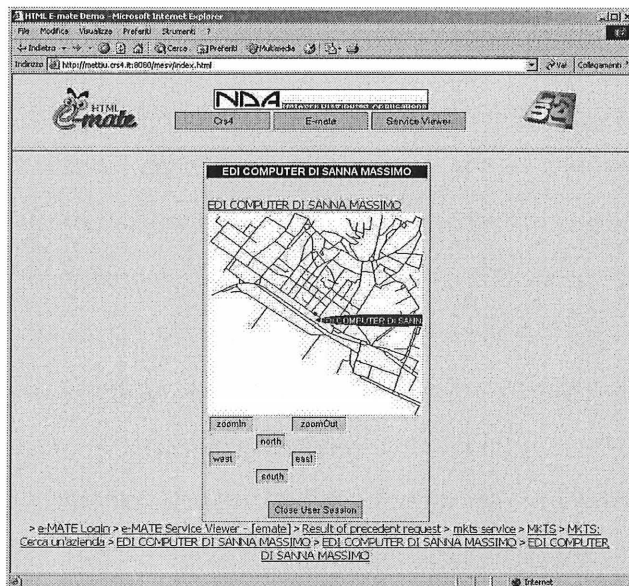 HTML E-mate Demo - Microsoft Internet Explorer
File Modifica Visualizza Preferiti Strumenti ?
Indietro Cerca Preferiti Multimedia
Indirizzo http://mattiu.crs4.it:8080/mesv/index.html Vai Collegamenti
HTML
e-mate
NDA
Network Distributed Applications
Crs4 E-mate Service Viewer
EDI COMPUTER DI SANNA MASSIMO
EDI COMPUTER DI SANNA MASSIMO
EDI COMPUTER DI SANN
zoomIn zoomOut
north
west east
south
Close User Session
> e-MATE Login > e-MATE Service Viewer - [emate] > Result of precedent request > mkts service > MKTS > MKTS:
Cerca un'azienda > EDI COMPUTER DI SANNA MASSIMO > EDI COMPUTER DI SANNA MASSIMO > EDI COMPUTER
DI SANNA MASSIMO
Internet